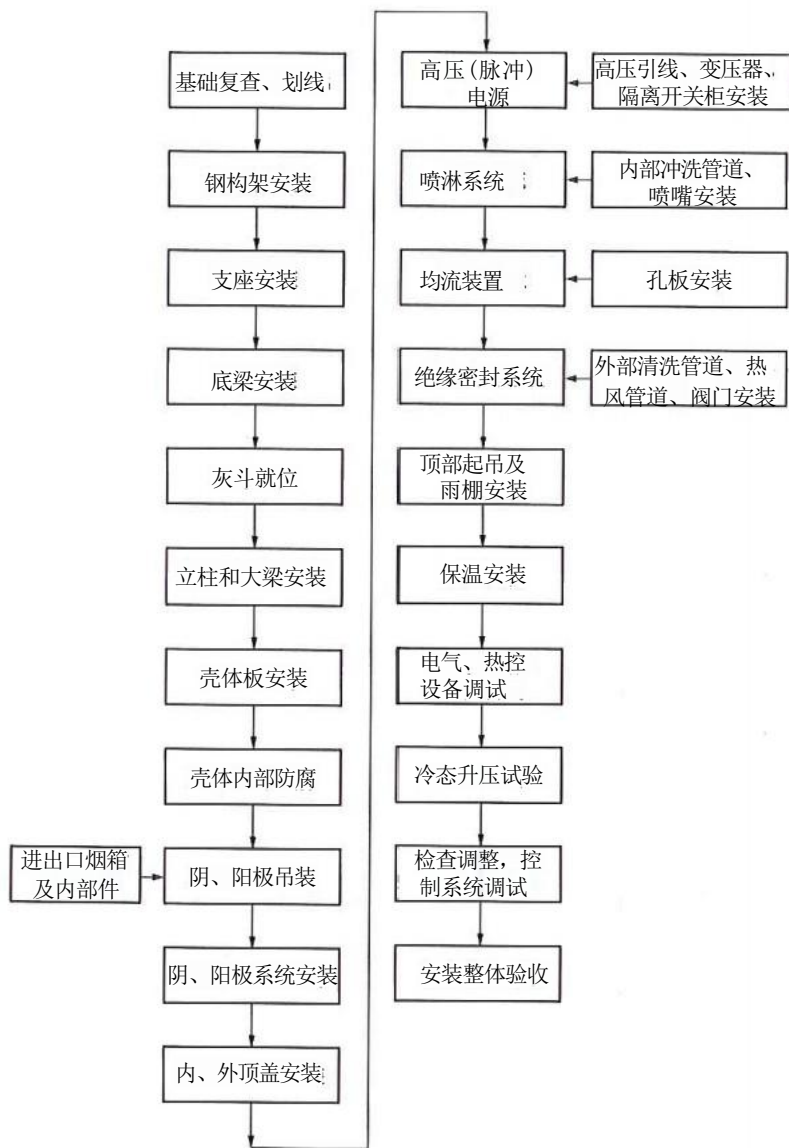 基础复查、划线
钢构架安装
支座安装
底梁安装
灰斗就位
立柱和大梁安装
壳体板安装
壳体内部防腐
进出口烟箱
及内部件
阴、阳极吊装
阴、阳极系统安装
内、外顶盖安装
高压(脉冲)
电源
高压引线、变压器、
隔离开关柜安装
喷淋系统
内部冲洗管道、
喷嘴安装
均流装置
孔板安装
绝缘密封系统
外部清洗管道、热
风管道、阀门安装
顶部起吊及
雨棚安装
保温安装
电气、热控
设备调试
冷态升压试验
检查调整，控
制系统调试
安装整体验收